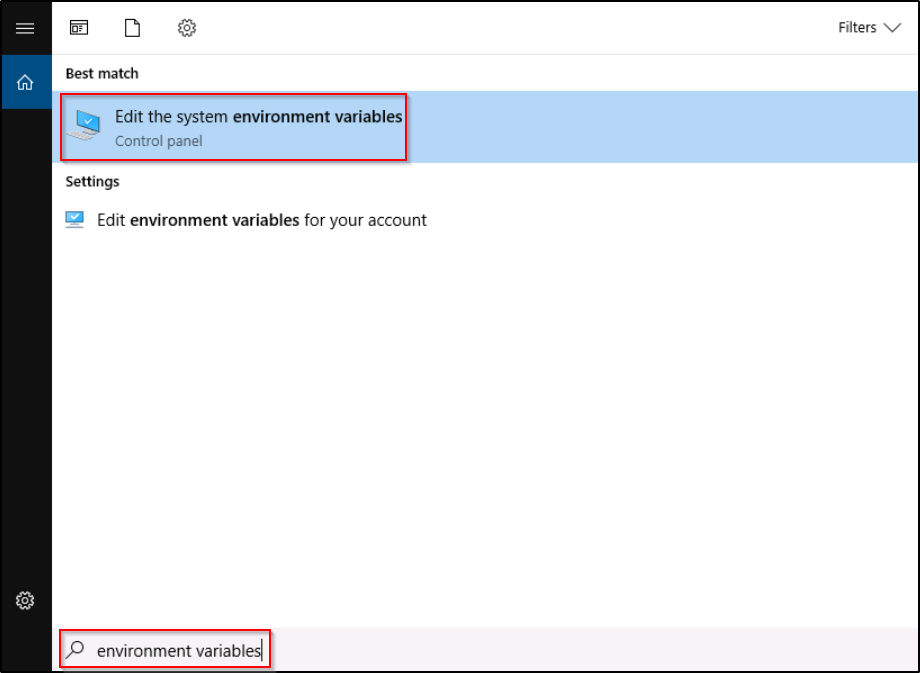 Filters
Best match
Edit the system environment variables
Control panel
Settings
Edit environment variables for your account
environment variables